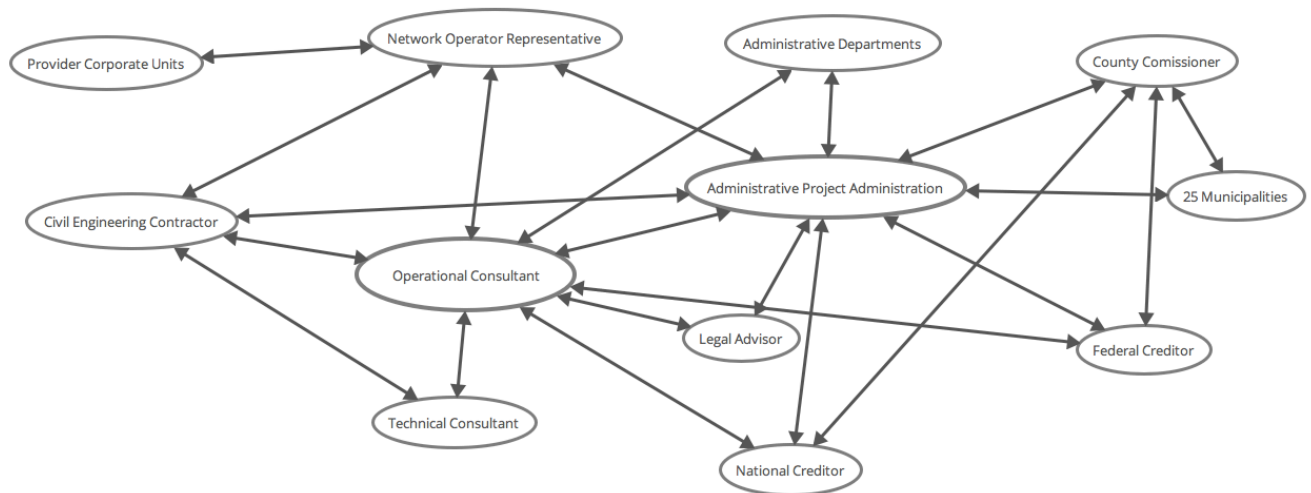 Network Operator Representative
Administrative Departments
Provider Corporate Units
County Comissioner
Administrative Project Administration
25 Municipalities
Civil Engineering Contractor
Operational Consultant
Legal Advisor
Federal Creditor
Technical Consultant
National Creditor